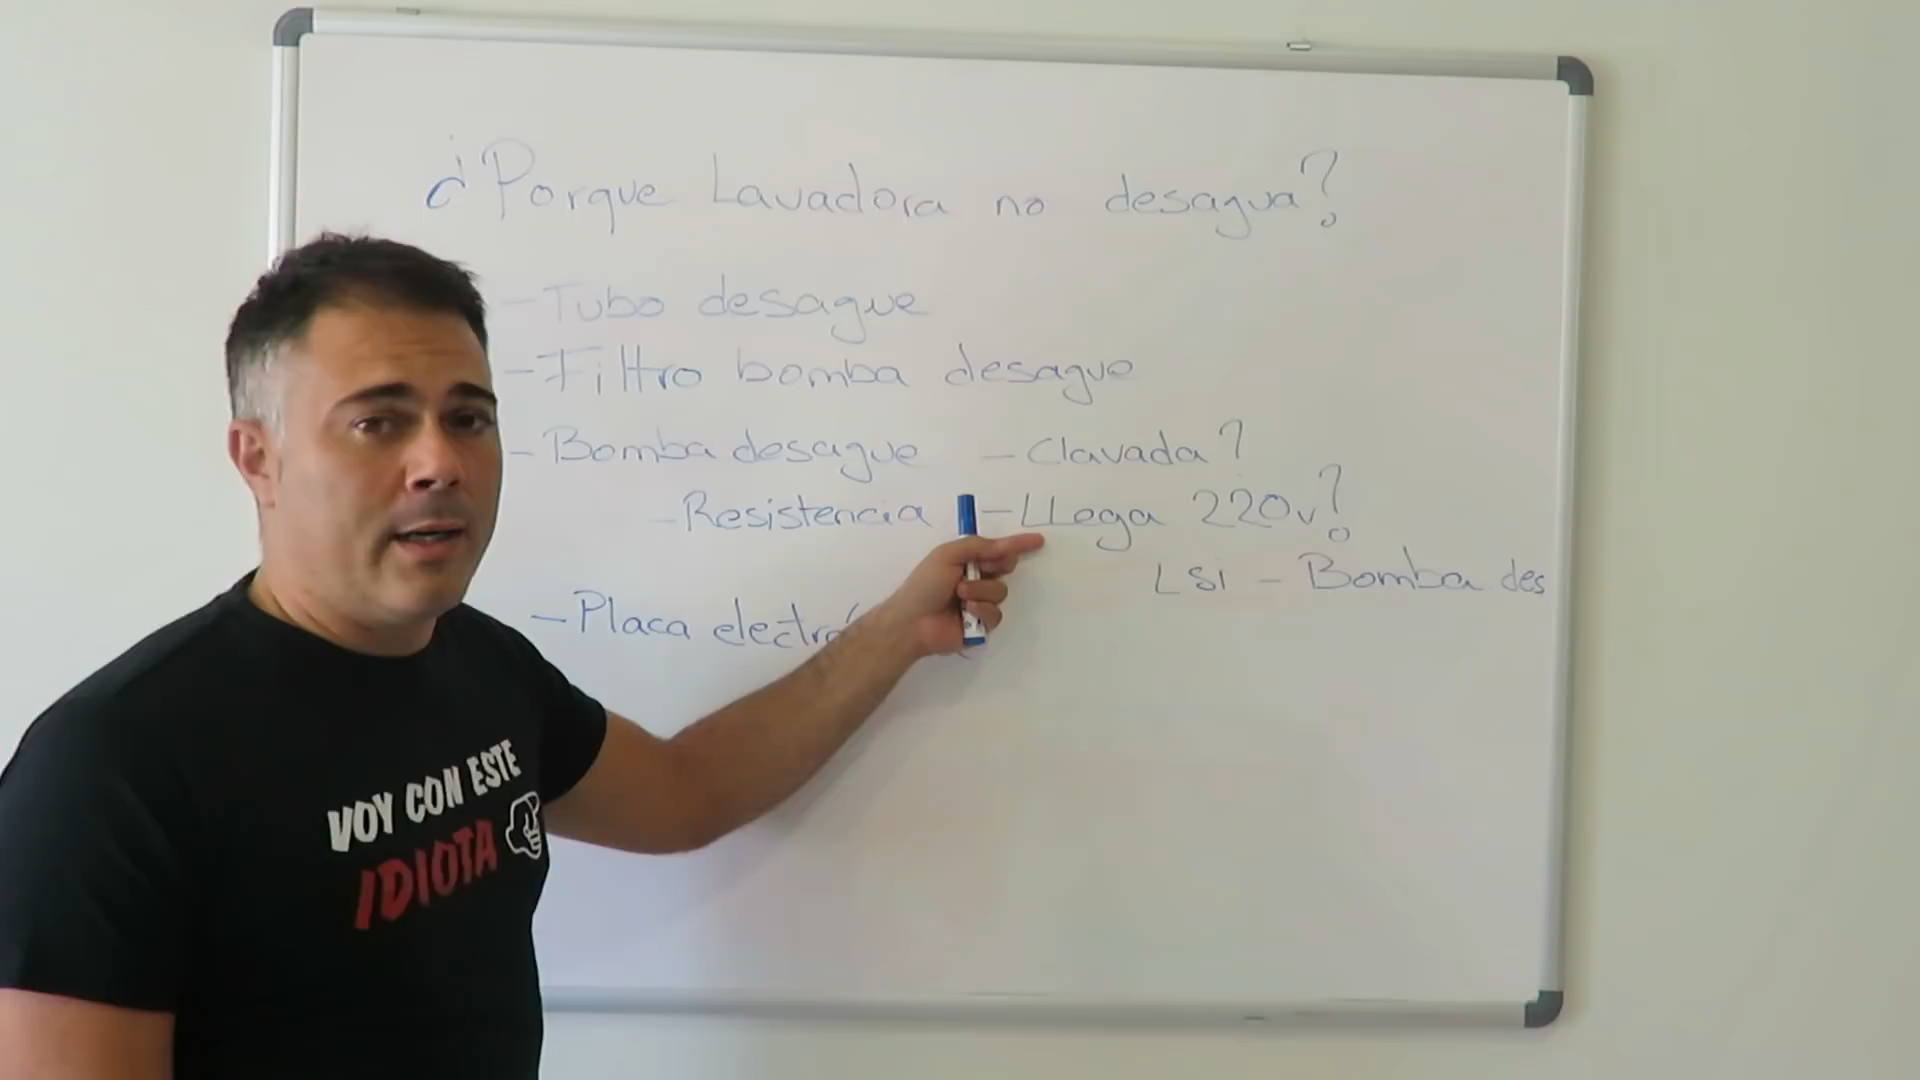 ¿Porque Lavadora no desagua?
-Tubo desague
-Filtro bomba desague
-Bomba desague -Clavada?
-Resistencia -LLega 220v?
LSi - Bomba des
-Placa electró
VOY CON ESTE
IDIOTA